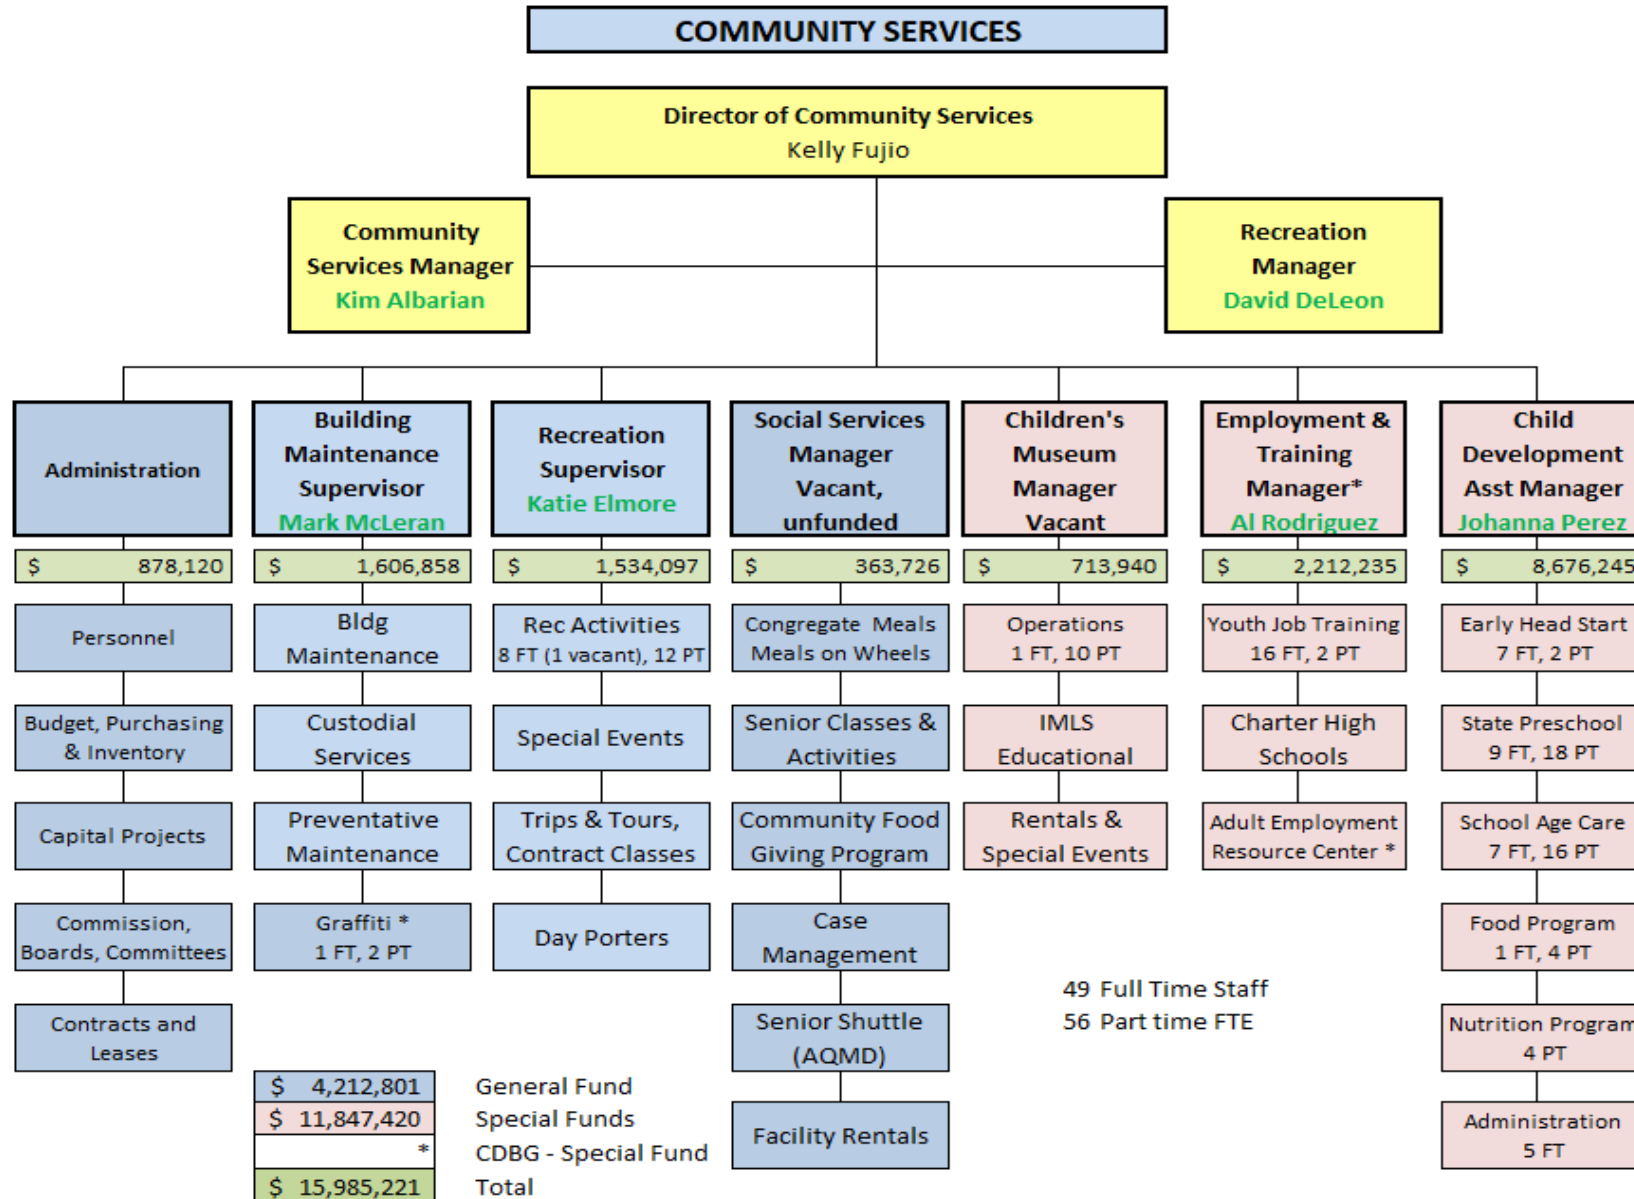 COMMUNITY SERVICES
Director of Community Services
Kelly Fujio
Community
Services Manager
Kim Albarian
Recreation
Manager
David DeLeon
Administration
$ 878,120
Personnel
Budget, Purchasing
& Inventory
Capital Projects
Commission,
Boards, Committees
Contracts and
Leases
Building
Maintenance
Supervisor
Mark McLeran
$ 1,606,858
Bldg
Maintenance
Custodial
Services
Preventative
Maintenance
Graffiti *
1 FT, 2 PT
Recreation
Supervisor
Katie Elmore
$ 1,534,097
Rec Activities
8 FT (1 vacant), 12 PT
Special Events
Trips & Tours,
Contract Classes
Day Porters
Social Services
Manager
Vacant,
unfunded
$ 363,726
Congregate Meals
Meals on Wheels
Senior Classes &
Activities
Community Food
Giving Program
Case
Management
Senior Shuttle
(AQMD)
Facility Rentals
Children's
Museum
Manager
Vacant
$ 713,940
Operations
1 FT, 10 PT
IMLS
Educational
Rentals &
Special Events
Employment &
Training
Manager*
Al Rodriguez
$ 2,212,235
Youth Job Training
16 FT, 2 PT
Charter High
Schools
Adult Employment
Resource Center *
Child
Development
Asst Manager
Johanna Perez
$ 8,676,245
Early Head Start
7 FT, 2 PT
State Preschool
9 FT, 18 PT
School Age Care
7 FT, 16 PT
Food Program
1 FT, 4 PT
Nutrition Program
4 PT
Administration
5 FT
49 Full Time Staff
56 Part time FTE
$ 4,212,801 General Fund
$ 11,847,420 Special Funds
* CDBG - Special Fund
$ 15,985,221 Total